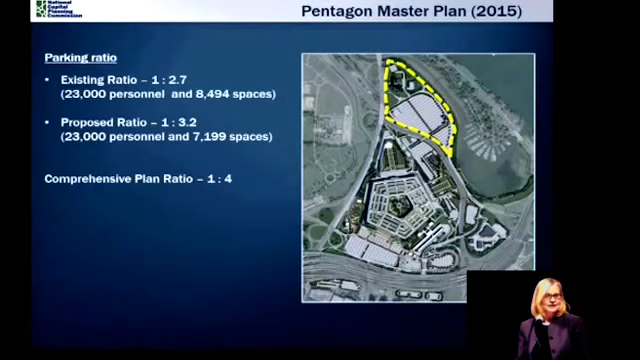 National
Capital
Planning
Commission
Pentagon Master Plan (2015)
Parking ratio
• Existing Ratio – 1 : 2.7
(23,000 personnel and 8,494 spaces)
• Proposed Ratio – 1 : 3.2
(23,000 personnel and 7,199 spaces)
Comprehensive Plan Ratio – 1 : 4